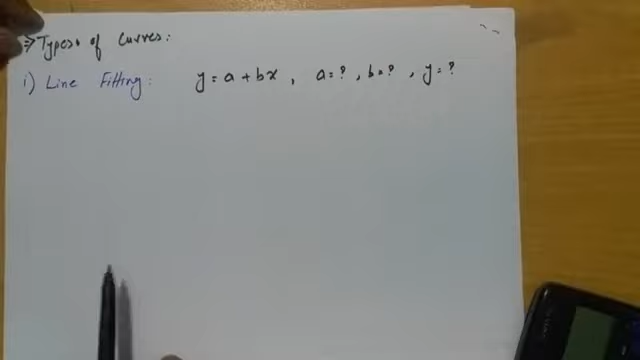 ⇒ Types of Curves:
i) Line Fitting: y = a + bx, a = ?, b = ?, y = ?